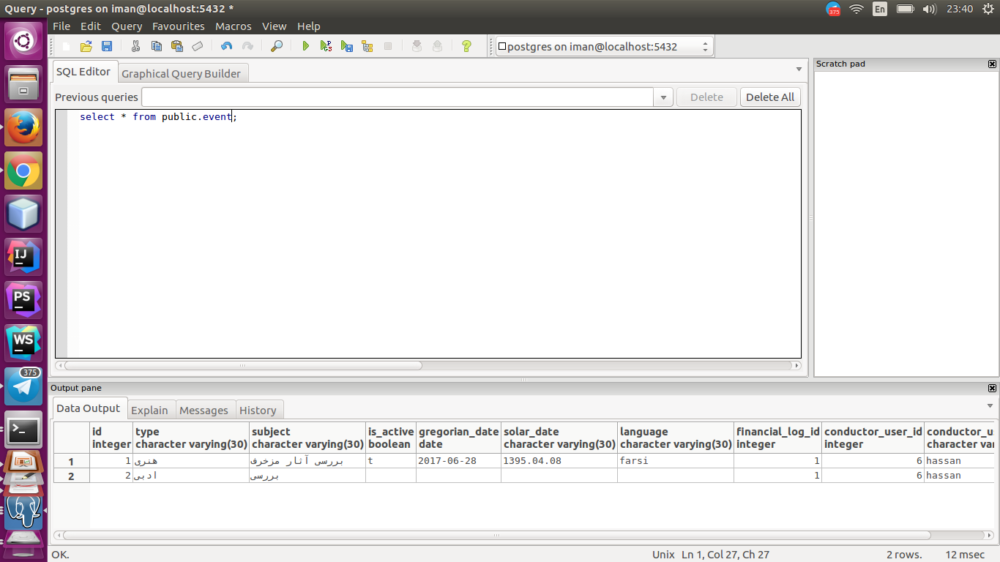 Query - postgres on iman@localhost:5432 *
375
En
23:40
File Edit Query Favourites Macros View Help
postgres on iman@localhost:5432
SQL Editor Graphical Query Builder
Scratch pad
Previous queries Delete Delete All
select * from public.event;
IJ
PS
WS
375
Output pane
Data Output Explain Messages History
id type subject is_active gregorian_date solar_date language financial_log_id conductor_user_id conductor_u
integer character varying(30) character varying(30) boolean date character varying(30) character varying(30) integer integer character var
1 1 هنری بررسی آثار مزخرف t 2017-06-28 1395.04.08 farsi 1 6 hassan
2 2 ادبی بررسی 1 6 hassan
OK. Unix Ln 1, Col 27, Ch 27 2 rows. 12 msec